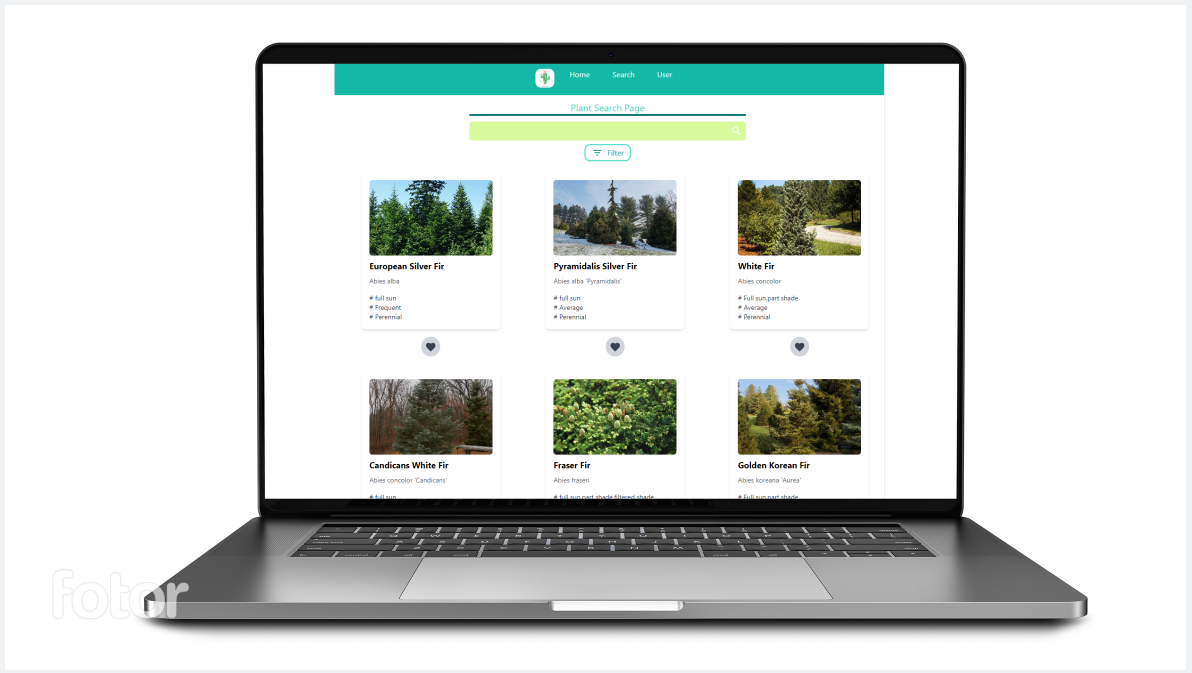 Home Search User
Plant Search Page
Filter
European Silver Fir
Abies alba
# full sun
# Frequent
# Perennial
Pyramidalis Silver Fir
Abies alba 'Pyramidalis'
# full sun
# Average
# Perennial
White Fir
Abies concolor
# Full sun,part shade
# Average
# Perennial
Candicans White Fir
Abies concolor 'Candicans'
# full sun
Fraser Fir
Abies fraseri
# full sun,part shade,filtered shade
Golden Korean Fir
Abies koreana 'Aurea'
# Full sun,part shade
fotor